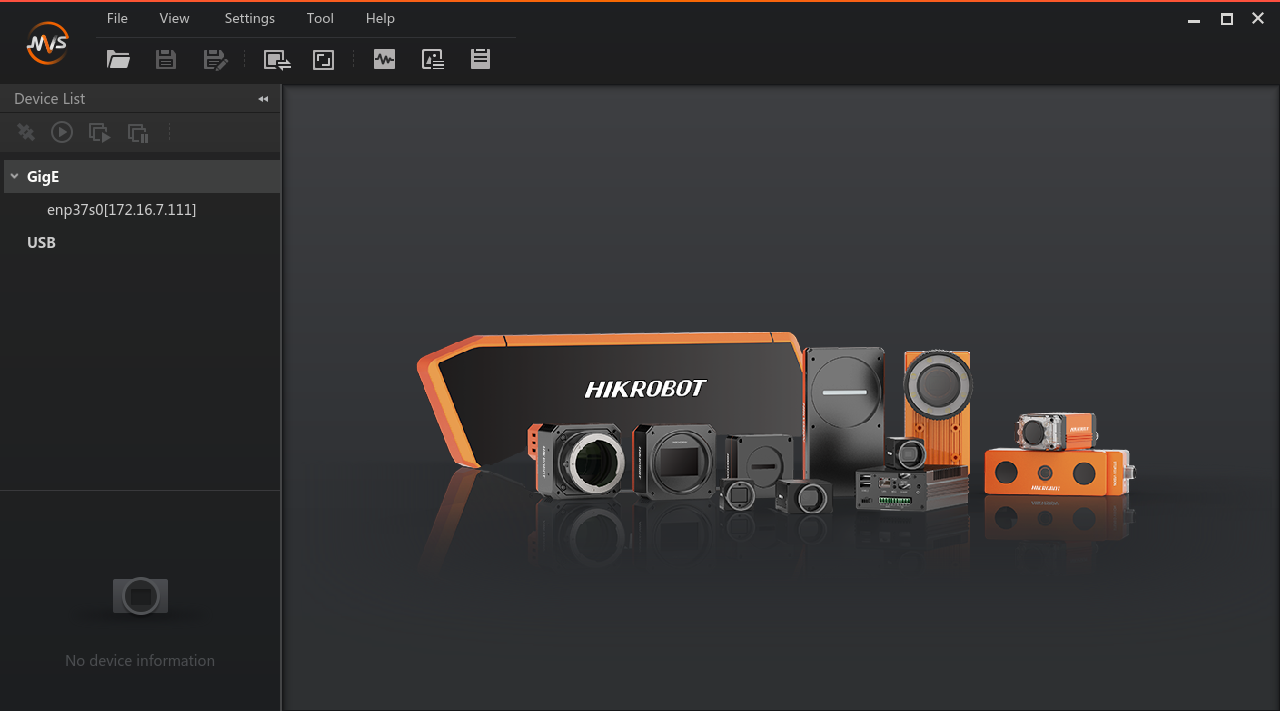 MVS
File View Settings Tool Help
Device List
GigE
enp37s0[172.16.7.111]
USB
HIKROBOT
HIKROBOT
HIKROBOT
No device information